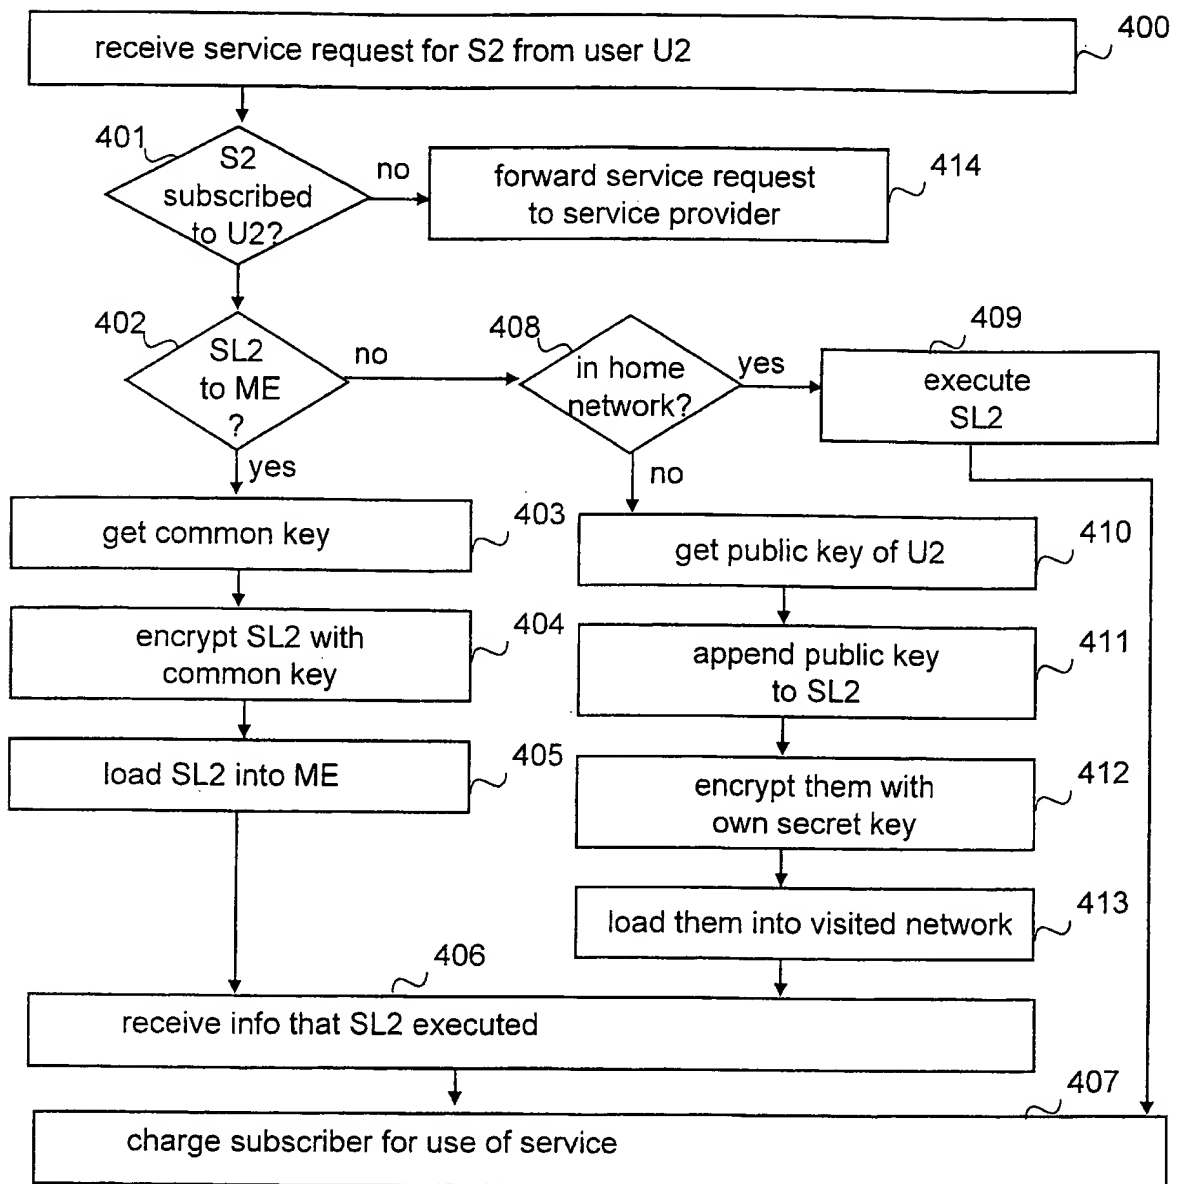 receive service request for S2 from user U2
400
401
S2
subscribed
to U2?
no
forward service request
to service provider
414
402
SL2
to ME
?
no
yes
408
in home
network?
yes
no
409
execute
SL2
get common key
403
encrypt SL2 with
common key
404
load SL2 into ME
405
get public key of U2
410
append public key
to SL2
411
encrypt them with
own secret key
412
load them into visited network
413
406
receive info that SL2 executed
407
charge subscriber for use of service